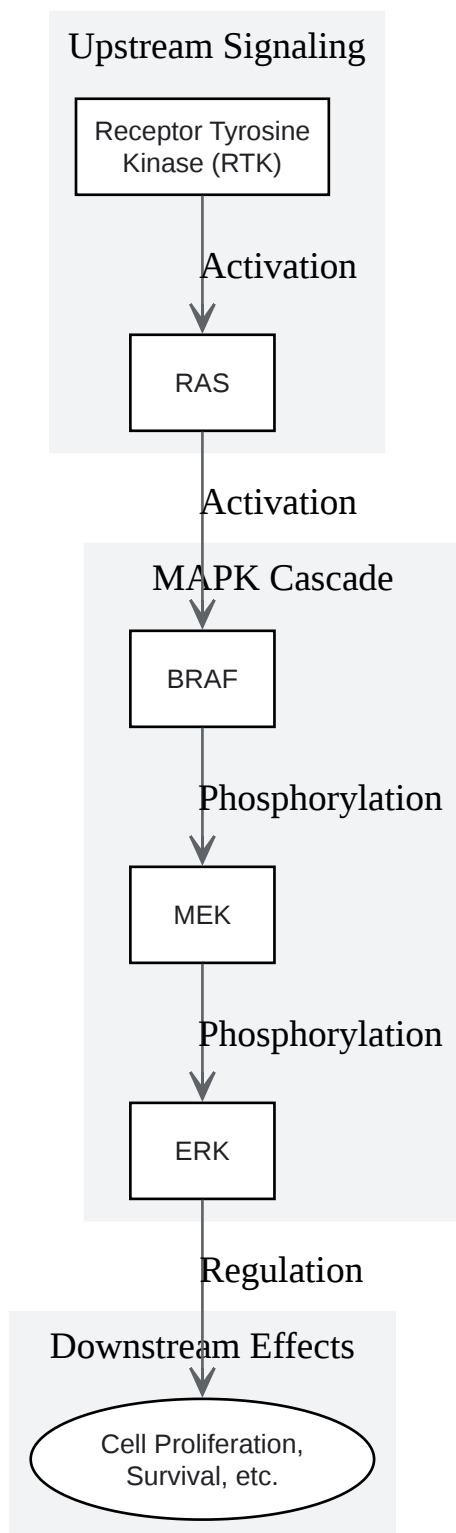 Upstream Signaling
Receptor Tyrosine
Kinase (RTK)
Activation
RAS
Activation
MAPK Cascade
BRAF
Phosphorylation
MEK
Phosphorylation
ERK
Regulation
Downstream Effects
Cell Proliferation,
Survival, etc.